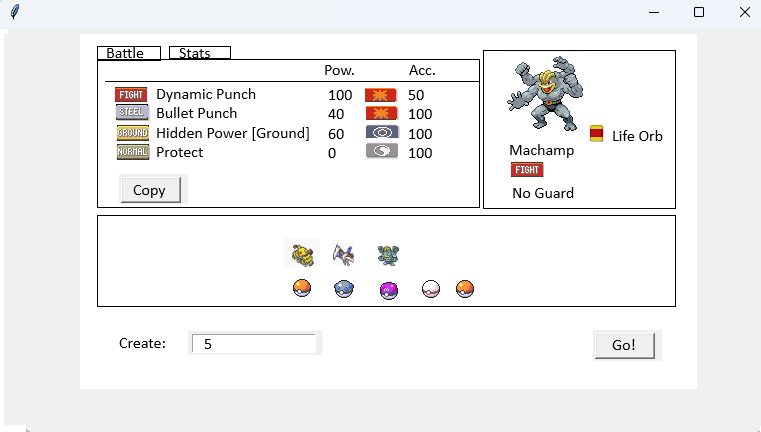 Battle Stats
Pow. Acc.
FIGHT Dynamic Punch 100 50
STEEL Bullet Punch 40 100
GROUND Hidden Power [Ground] 60 100
NORMAL Protect 0 100
Copy
Life Orb
Machamp
FIGHT
No Guard
Create: 5
Go!